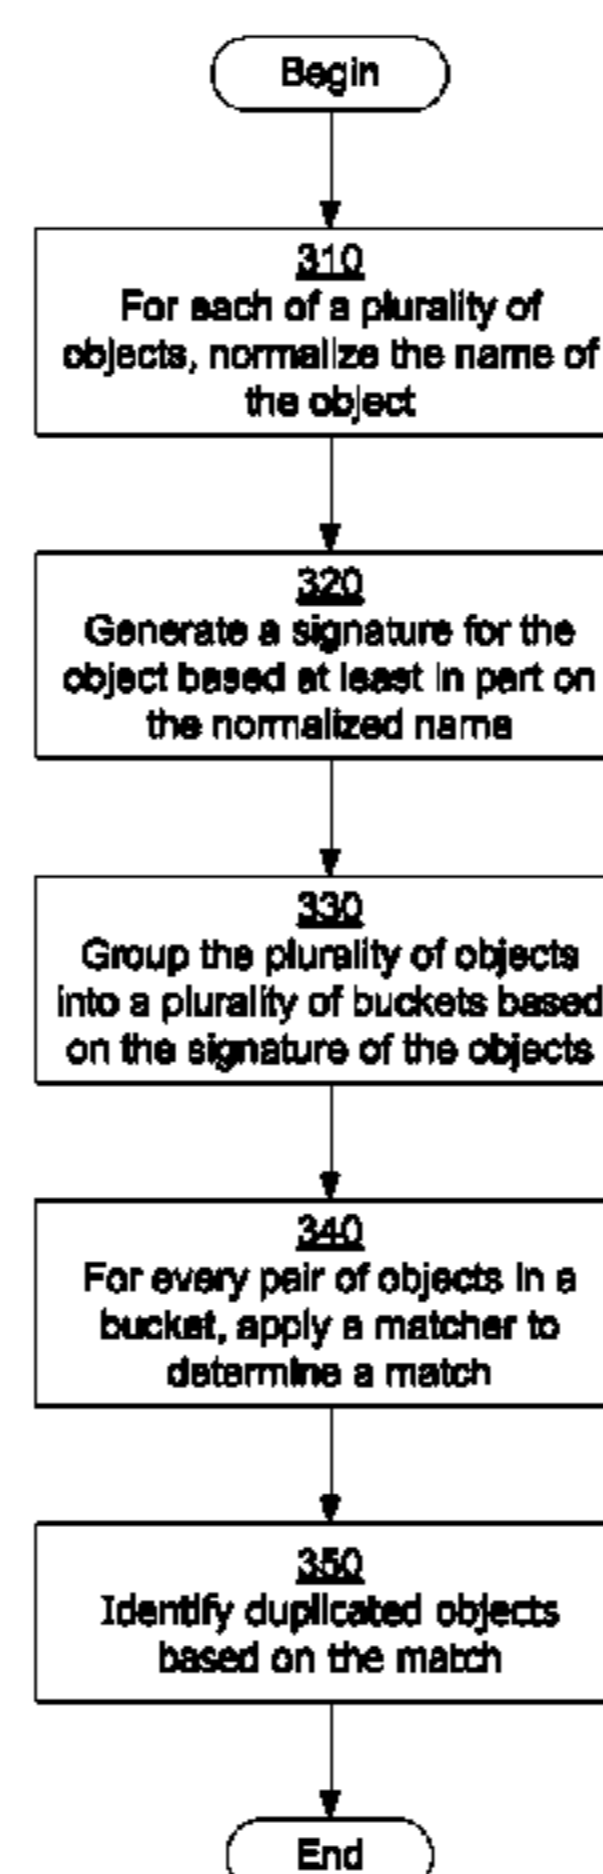 Begin
310
For each of a plurality of
objects, normalize the name of
the object
320
Generate a signature for the
object based at least in part on
the normalized name
330
Group the plurality of objects
into a plurality of buckets based
on the signature of the objects
340
For every pair of objects in a
bucket, apply a matcher to
determine a match
350
Identify duplicated objects
based on the match
End